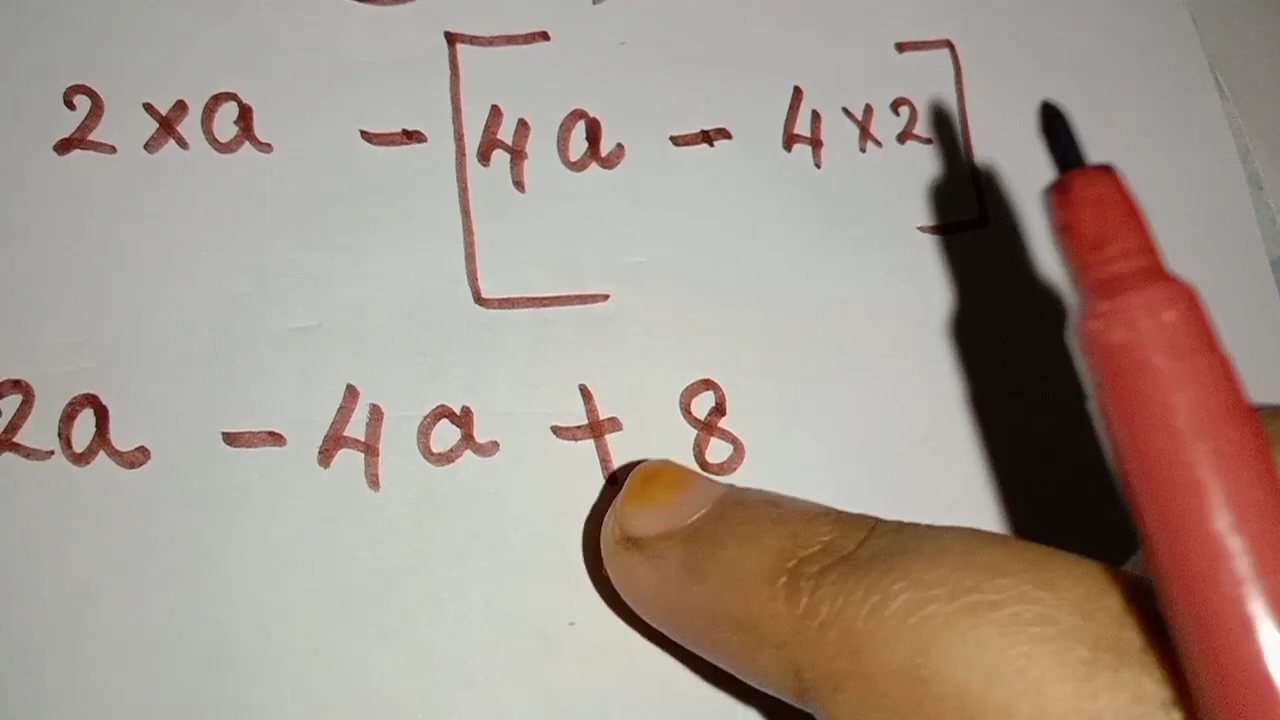 2 × a - [4a - 4 × 2]
2a - 4a + 8